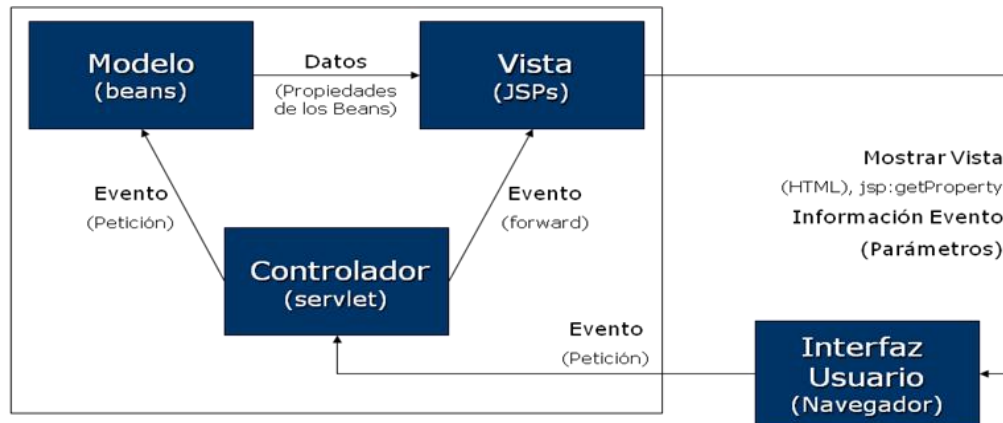 Modelo
(beans)
Datos
(Propiedades
de los Beans)
Vista
(JSPs)
Mostrar Vista
(HTML), jsp:getProperty
Información Evento
(Parámetros)
Evento
(Petición)
Evento
(forward)
Controlador
(servlet)
Evento
(Petición)
Interfaz
Usuario
(Navegador)